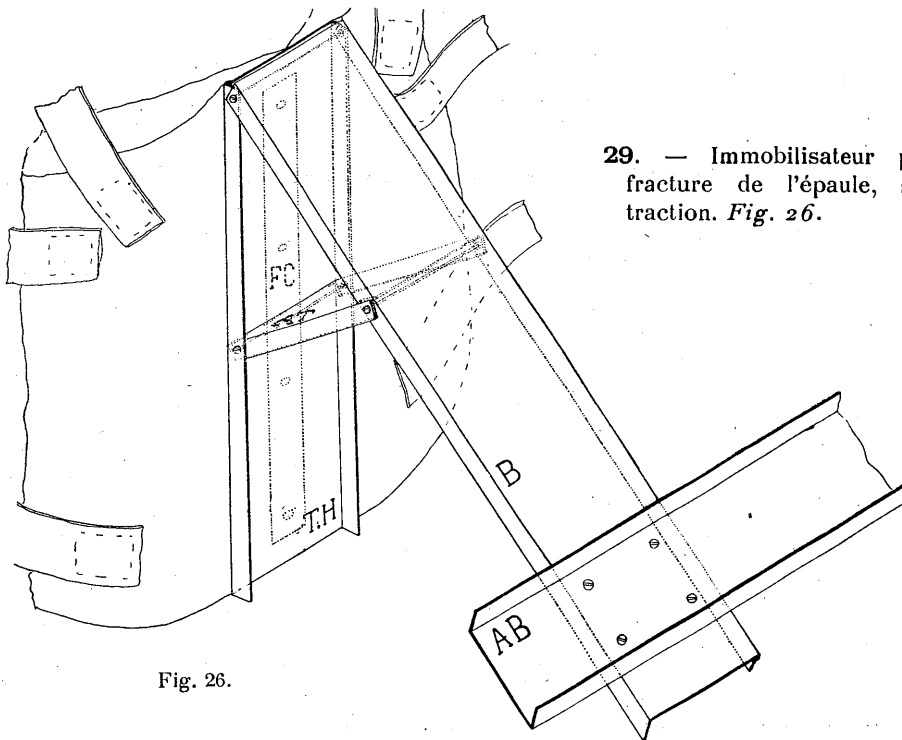 29. — Immobilisateur
fracture de l'épaule,
traction. Fig. 26.
FC
T.H
B
AB
Fig. 26.